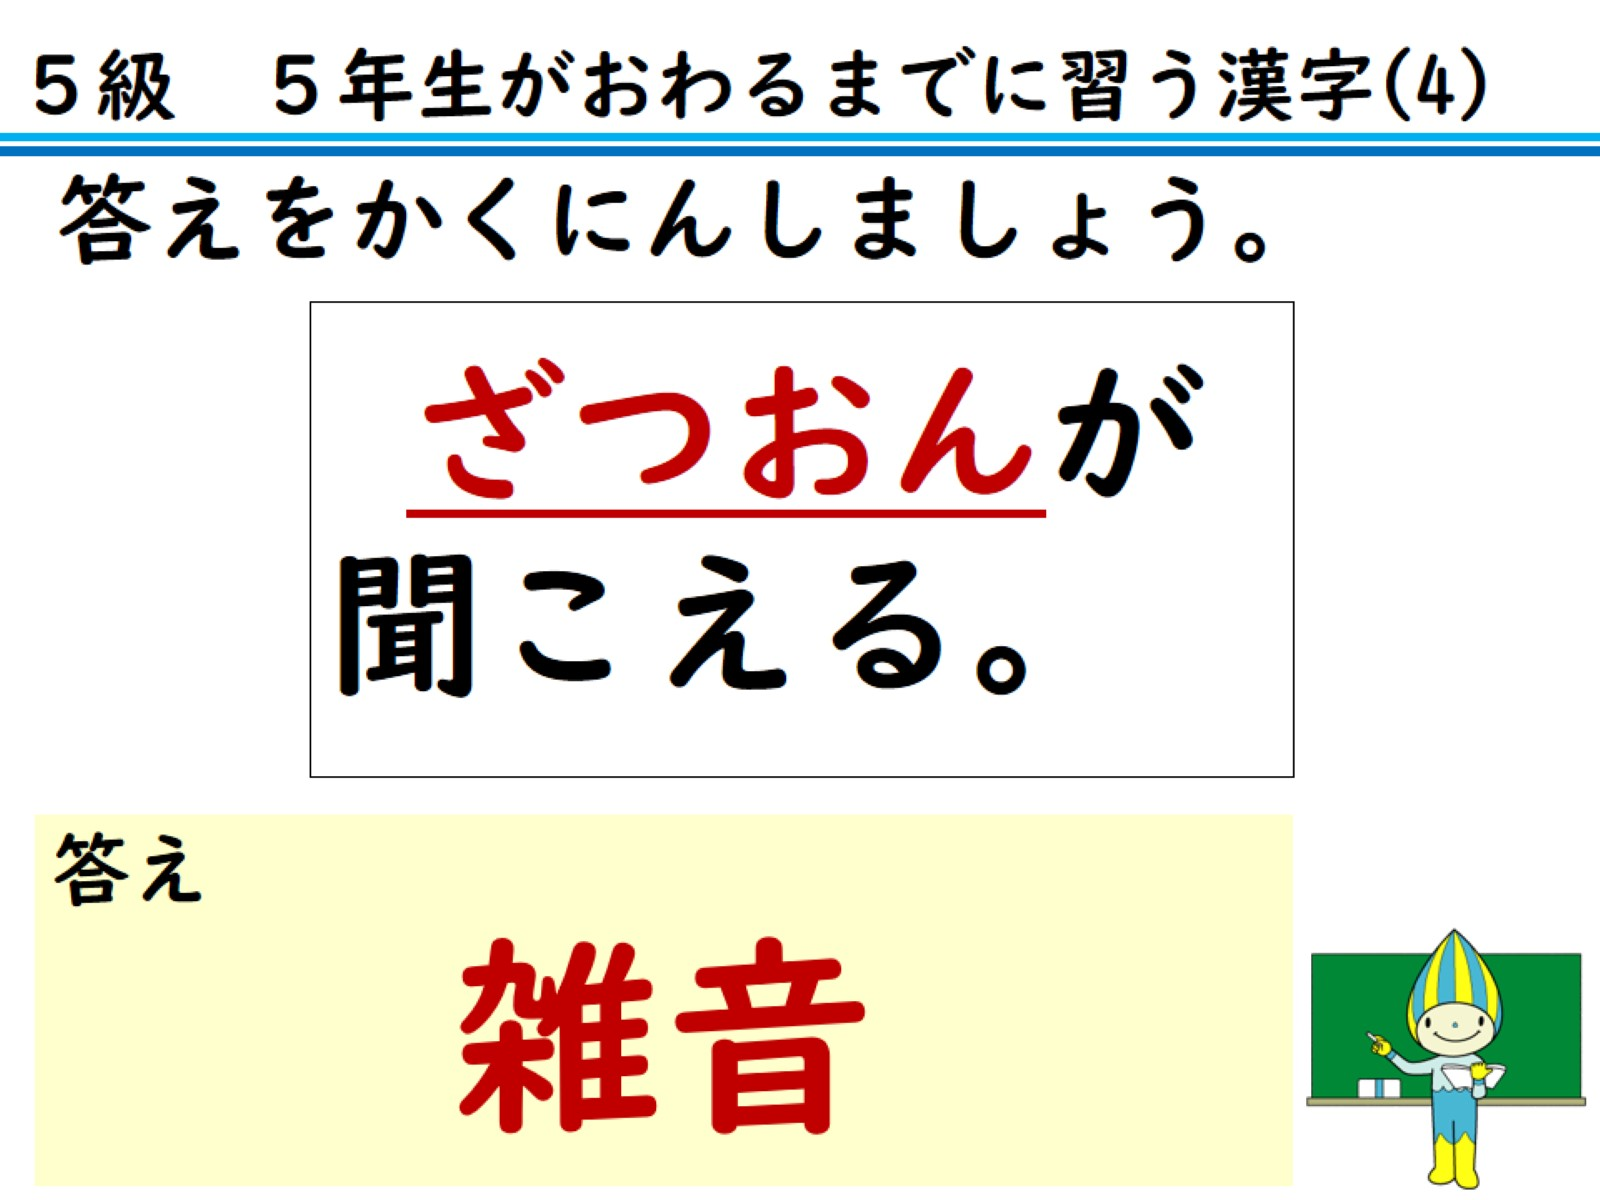 ５級　５年生がおわるまでに習う漢字(4)
答えをかくにんしましょう。
ざつおんが
聞こえる。
答え
雑音